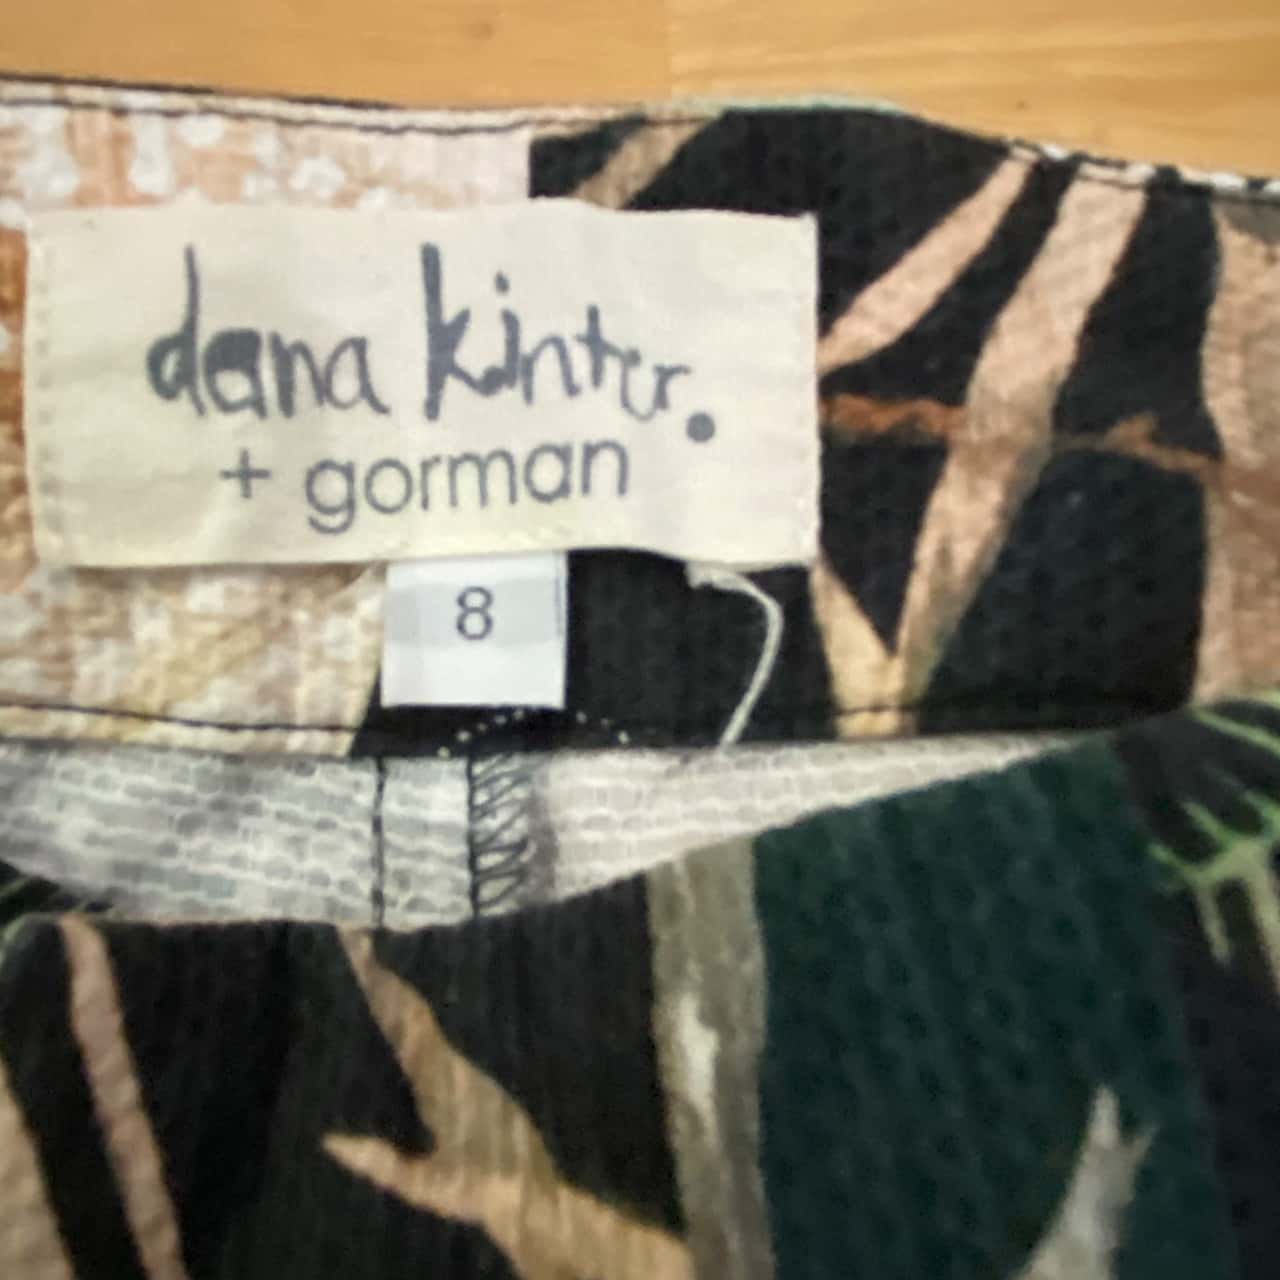 dana kinter.
+ gorman
8